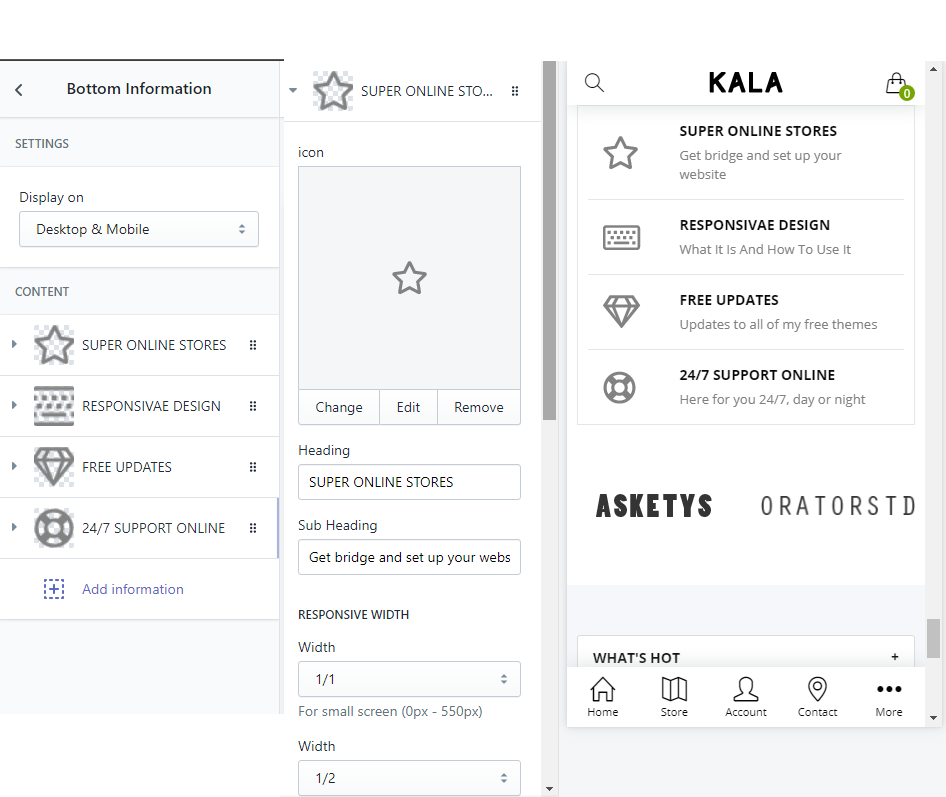 Bottom Information
SETTINGS
Display on
Desktop & Mobile
CONTENT
SUPER ONLINE STORES
RESPONSIVAE DESIGN
FREE UPDATES
24/7 SUPPORT ONLINE
Add information
SUPER ONLINE STO...
icon
Change Edit Remove
Heading
SUPER ONLINE STORES
Sub Heading
Get bridge and set up your webs
RESPONSIVE WIDTH
Width
1/1
For small screen (0px - 550px)
Width
1/2
KALA
0
SUPER ONLINE STORES
Get bridge and set up your
website
RESPONSIVAE DESIGN
What It Is And How To Use It
FREE UPDATES
Updates to all of my free themes
24/7 SUPPORT ONLINE
Here for you 24/7, day or night
ASKETYS ORATORSTD
WHAT'S HOT +
Home Store Account Contact More